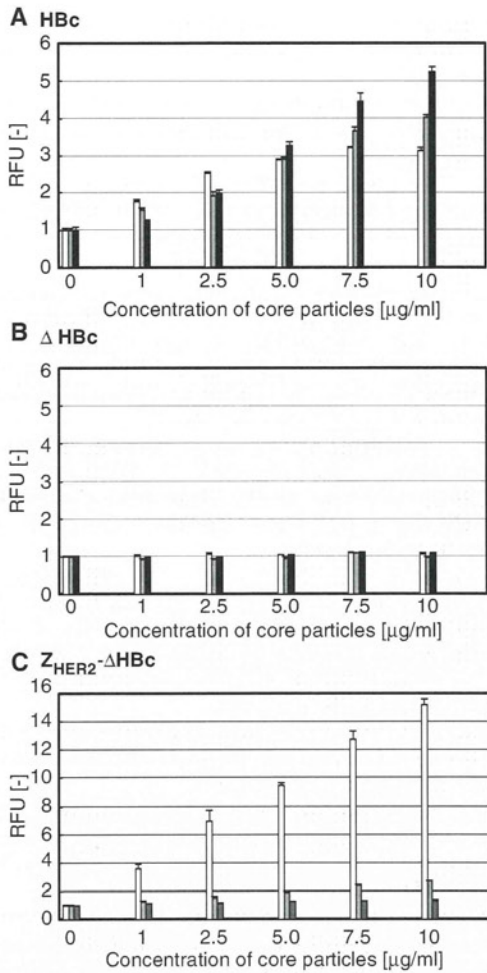 A HBc
6
5
4
3
2
1
0
RFU [-]
0 1 2.5 5.0 7.5 10
Concentration of core particles [μg/ml]
B Δ HBc
6
5
4
3
2
1
0
RFU [-]
0 1 2.5 5.0 7.5 10
Concentration of core particles [μg/ml]
C Z_HER2-ΔHBc
16
14
12
10
8
6
4
2
0
RFU [-]
0 1 2.5 5.0 7.5 10
Concentration of core particles [μg/ml]